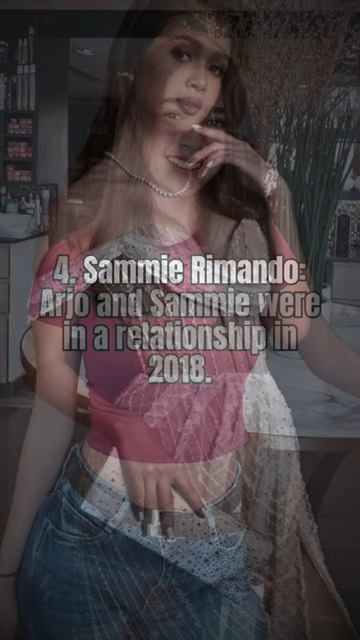 4. Sammie Rimando:
Arjo and Sammie were
in a relationship in
2018.